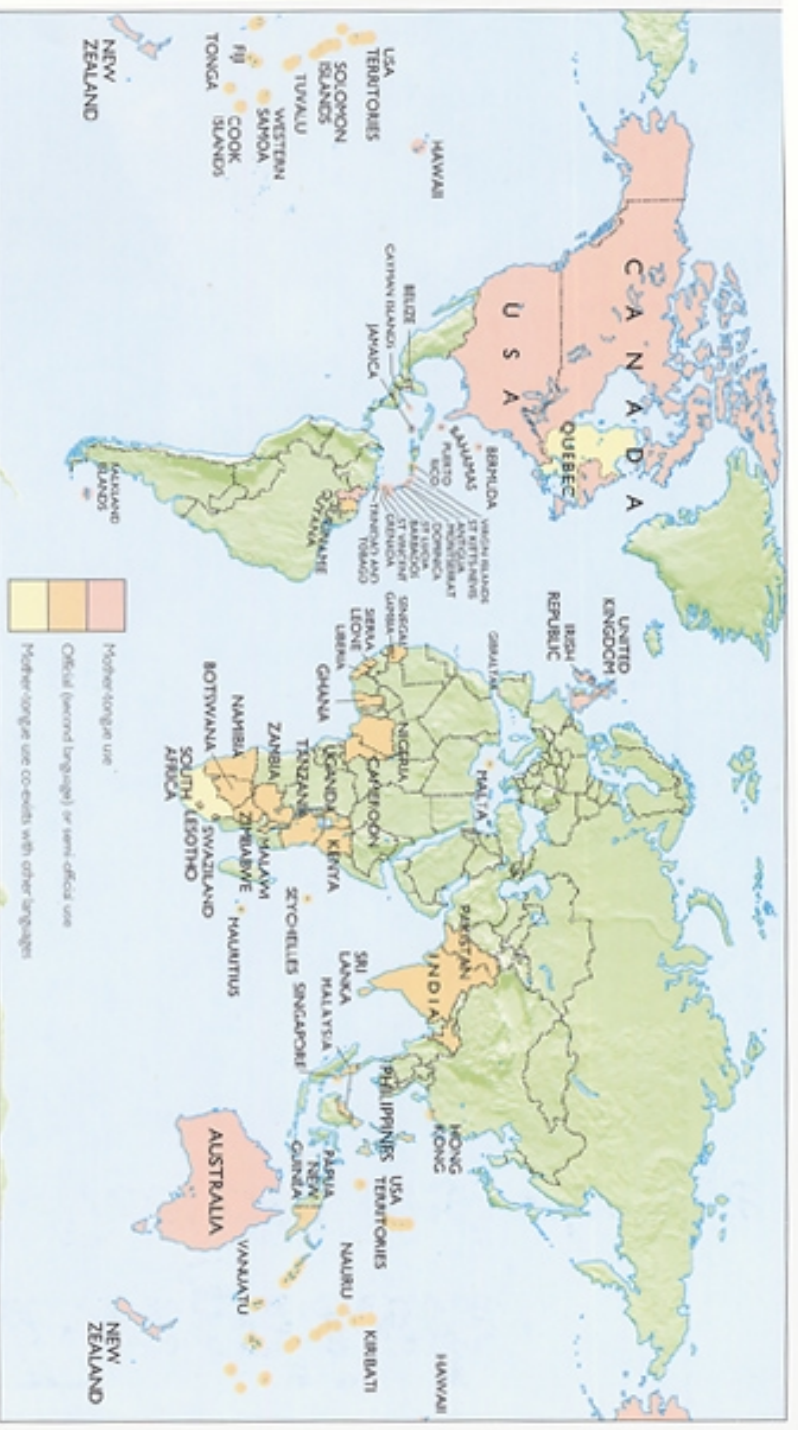 CANADA
USA
QUEBEC
HAWAII
USA
TERRITORIES
SOLOMON
ISLANDS
TUVALU
WESTERN
SAMOA
FIJI
TONGA
COOK
ISLANDS
NEW
ZEALAND
BELIZE
CAYMAN ISLANDS
JAMAICA
BERMUDA
BAHAMAS
PUERTO
RICO
VIRGIN ISLANDS
ST KITTS-NEVIS
ANTIGUA
MONTSERRAT
DOMINICA
ST LUCIA
BARBADOS
ST VINCENT
GRENADA
TRINIDAD AND
TOBAGO
GUYANA
FALKLAND
ISLANDS
UNITED
KINGDOM
IRISH
REPUBLIC
GIBRALTAR
MALTA
SENEGAL
GAMBIA
SIERRA
LEONE
LIBERIA
GHANA
NIGERIA
CAMEROON
UGANDA
KENYA
TANZANIA
ZAMBIA
MALAWI
NAMIBIA
ZIMBABWE
BOTSWANA
SWAZILAND
LESOTHO
SOUTH
AFRICA
SEYCHELLES
MAURITIUS
PAKISTAN
INDIA
SRI
LANKA
MALAYSIA
SINGAPORE
HONG
KONG
PHILIPPINES
USA
TERRITORIES
PAPUA
NEW
GUINEA
NAURU
KIRIBATI
HAWAII
VANUATU
AUSTRALIA
NEW
ZEALAND
Mother-tongue use
Official (second language) or semi-official use
Mother-tongue use co-exists with other languages